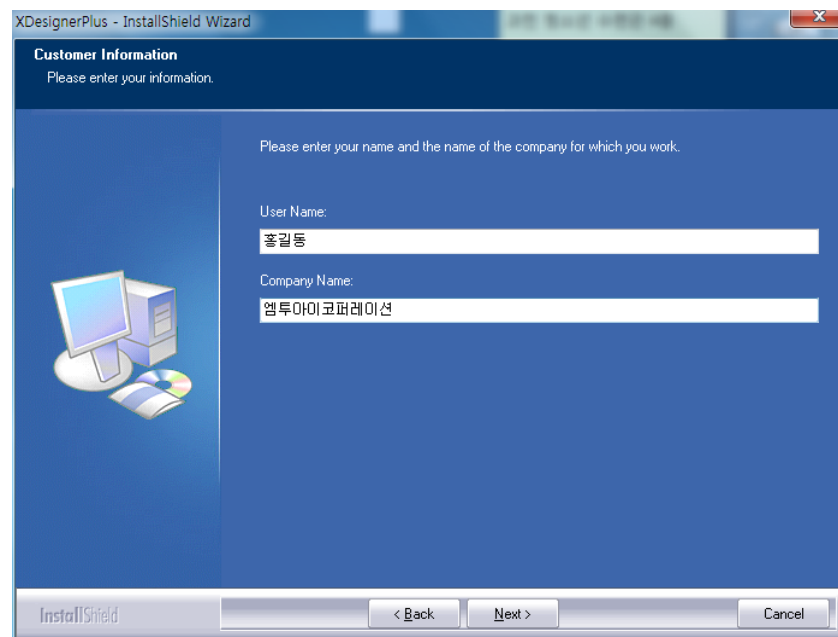 XDesignerPlus - InstallShield Wizard
Customer Information
Please enter your information.
Please enter your name and the name of the company for which you work.
User Name:
홍길동
Company Name:
엠투아이코퍼레이션
InstallShield
< Back
Next >
Cancel